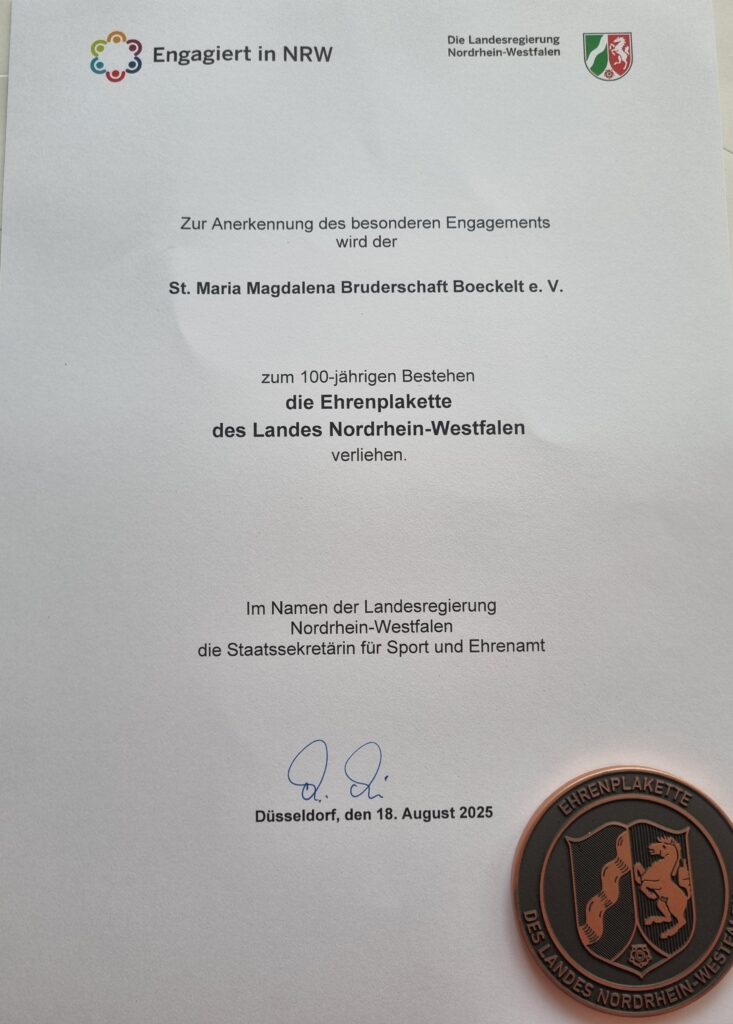 Engagiert in NRW
Die Landesregierung
Nordrhein-Westfalen
Zur Anerkennung des besonderen Engagements
wird der
St. Maria Magdalena Bruderschaft Boeckelt e. V.
zum 100-jährigen Bestehen
die Ehrenplakette
des Landes Nordrhein-Westfalen
verliehen.
Im Namen der Landesregierung
Nordrhein-Westfalen
die Staatssekretärin für Sport und Ehrenamt
Düsseldorf, den 18. August 2025
EHRENPLAKETTE
DES LANDES NORDRHEIN-WESTFALEN